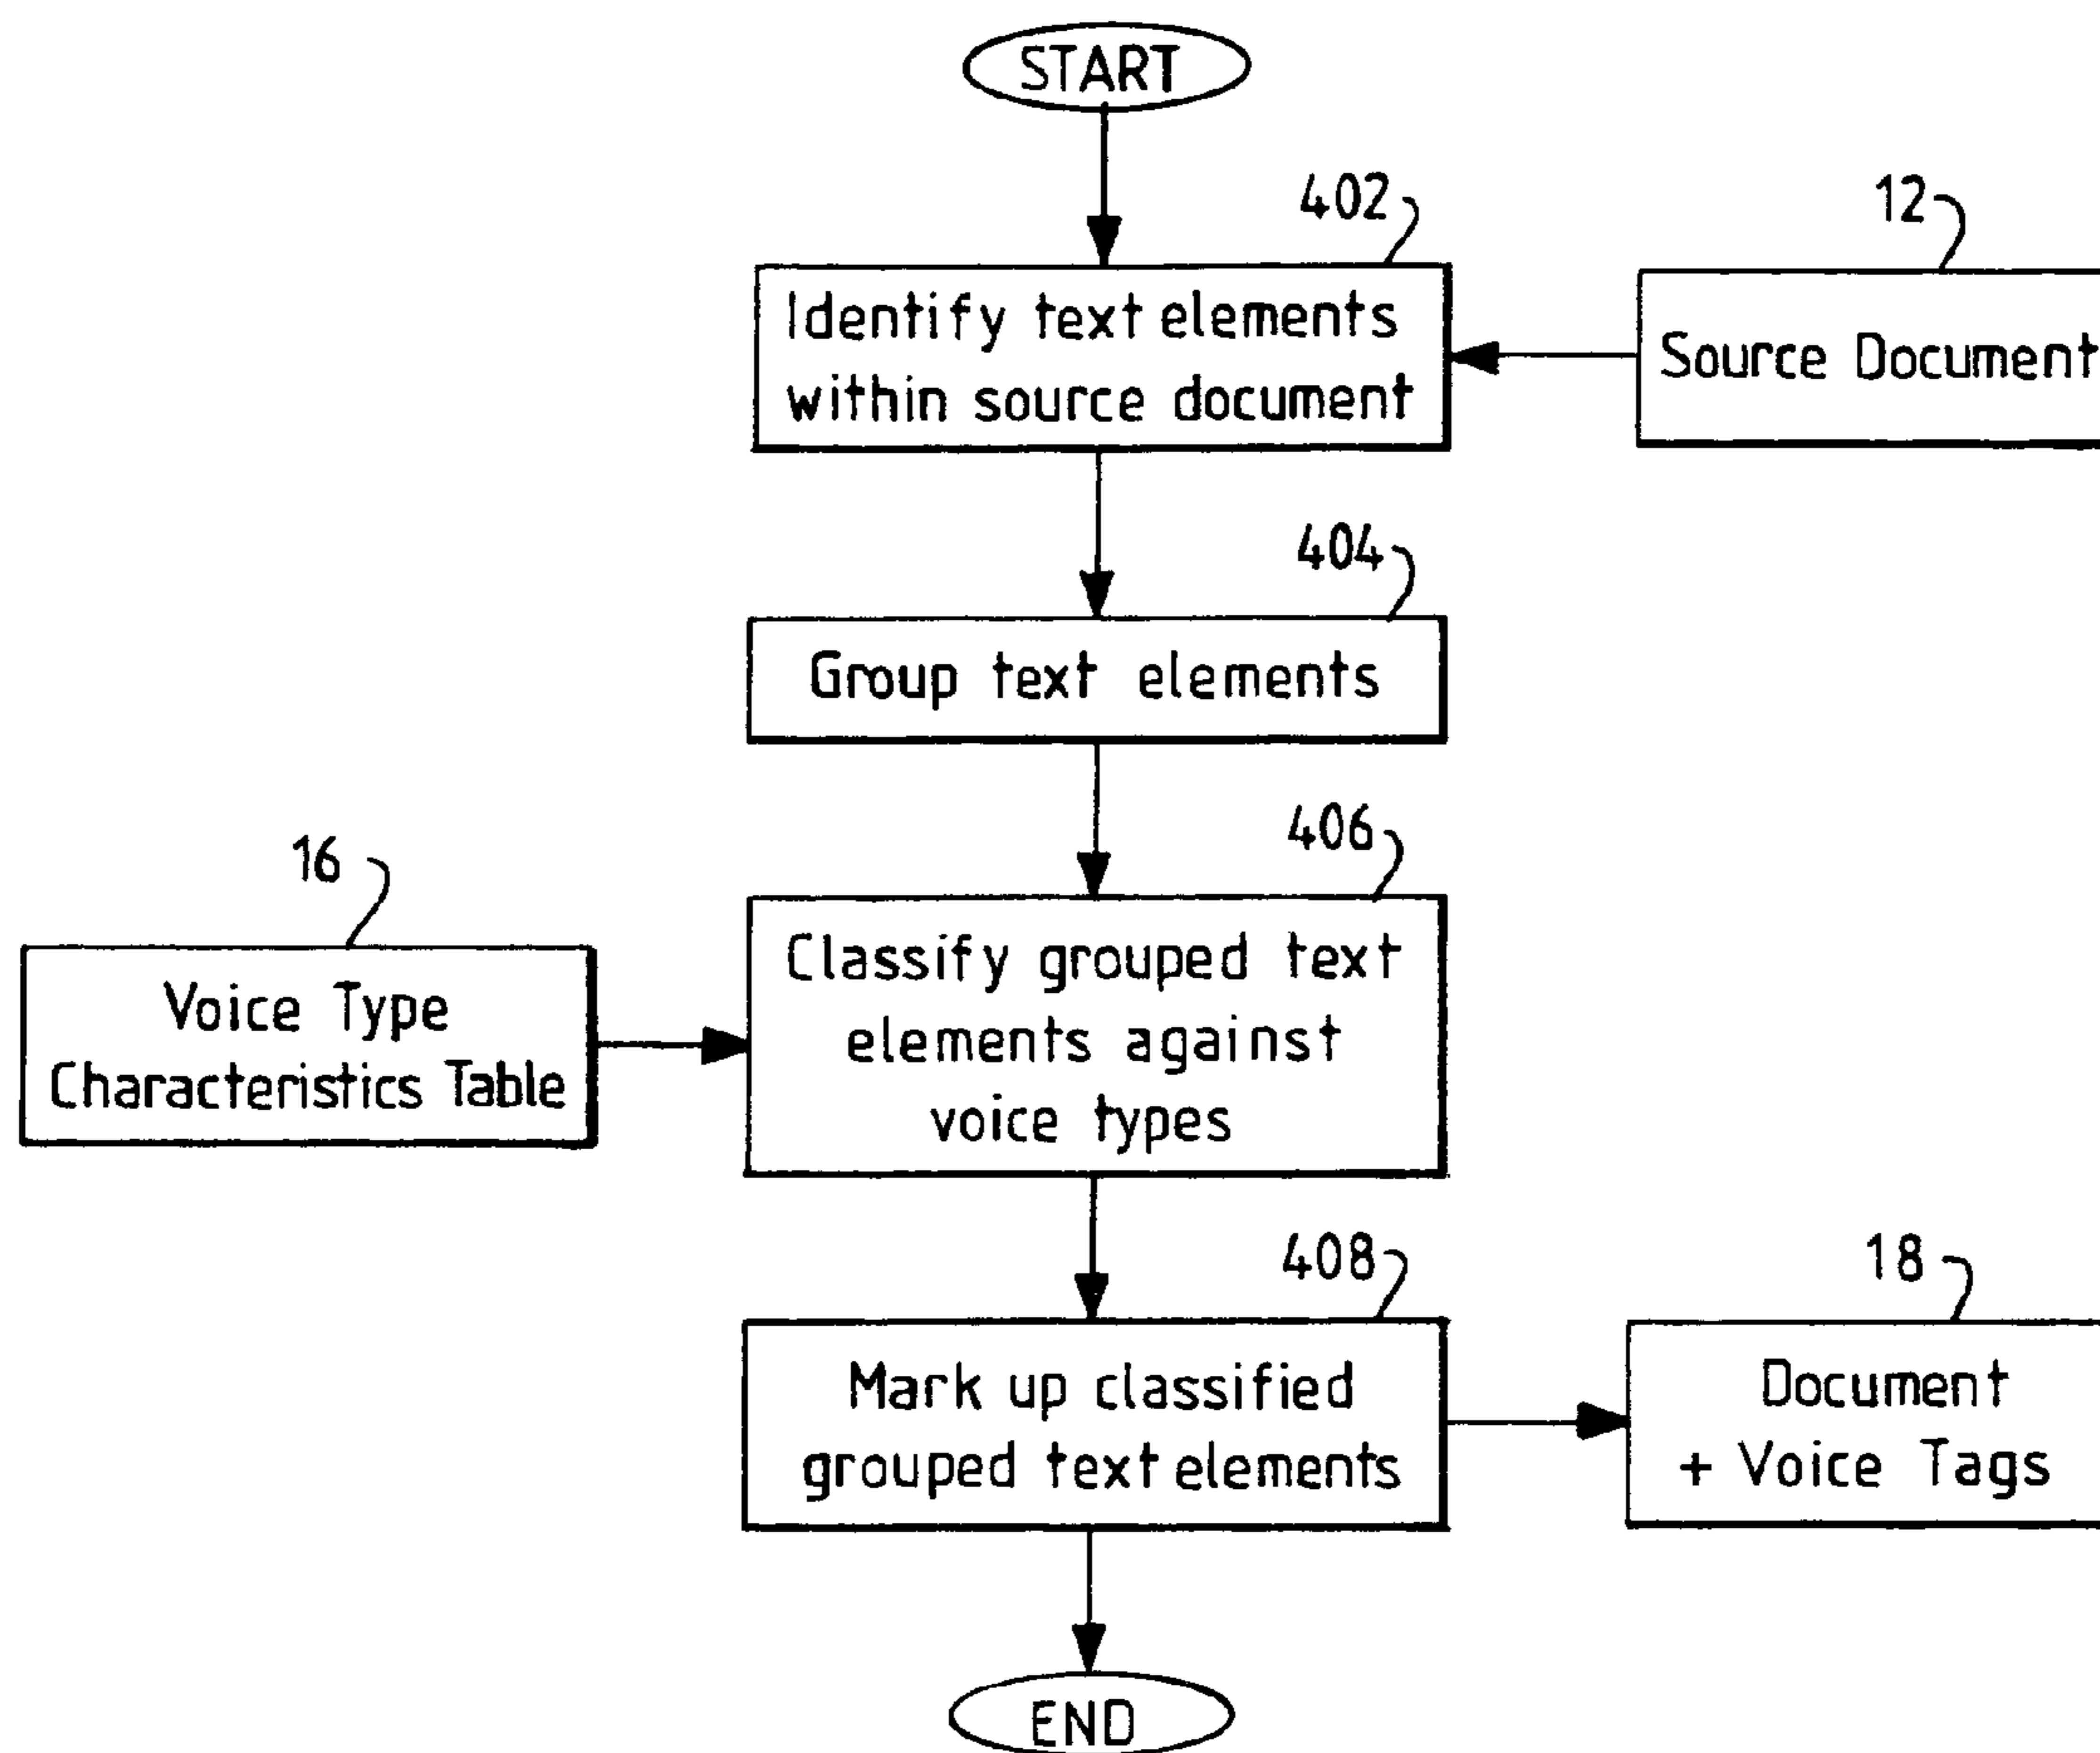 START
402
12
Identify text elements
within source document
Source Document
404
Group text elements
406
16
Classify grouped text
elements against
voice types
Voice Type
Characteristics Table
408
18
Mark up classified
grouped text elements
Document
+ Voice Tags
END